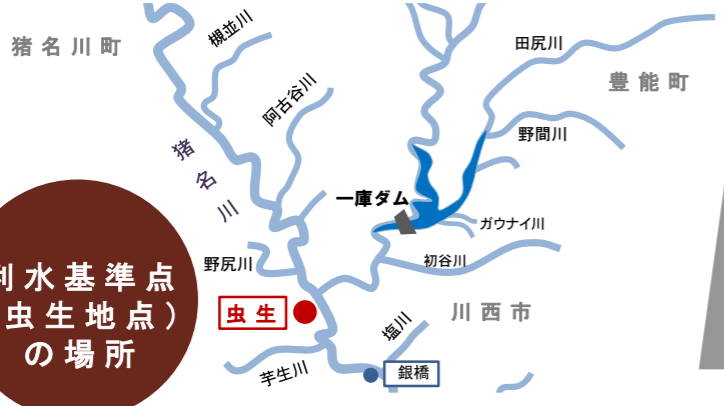 猪名川町
槻並川
阿古谷川
田尻川
豊能町
野間川
猪名川
一庫ダム
ガウナイ川
初谷川
野尻川
利水基準点
（虫生地点）
の場所
虫生
川西市
塩川
芋生川
銀橋